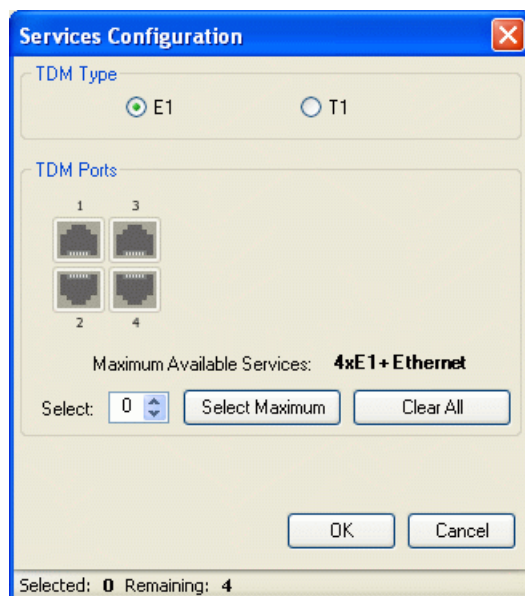 Services Configuration
TDM Type
E1 T1
TDM Ports
1 3
2 4
Maximum Available Services: 4xE1+Ethernet
Select: 0 Select Maximum Clear All
OK Cancel
Selected: 0 Remaining: 4